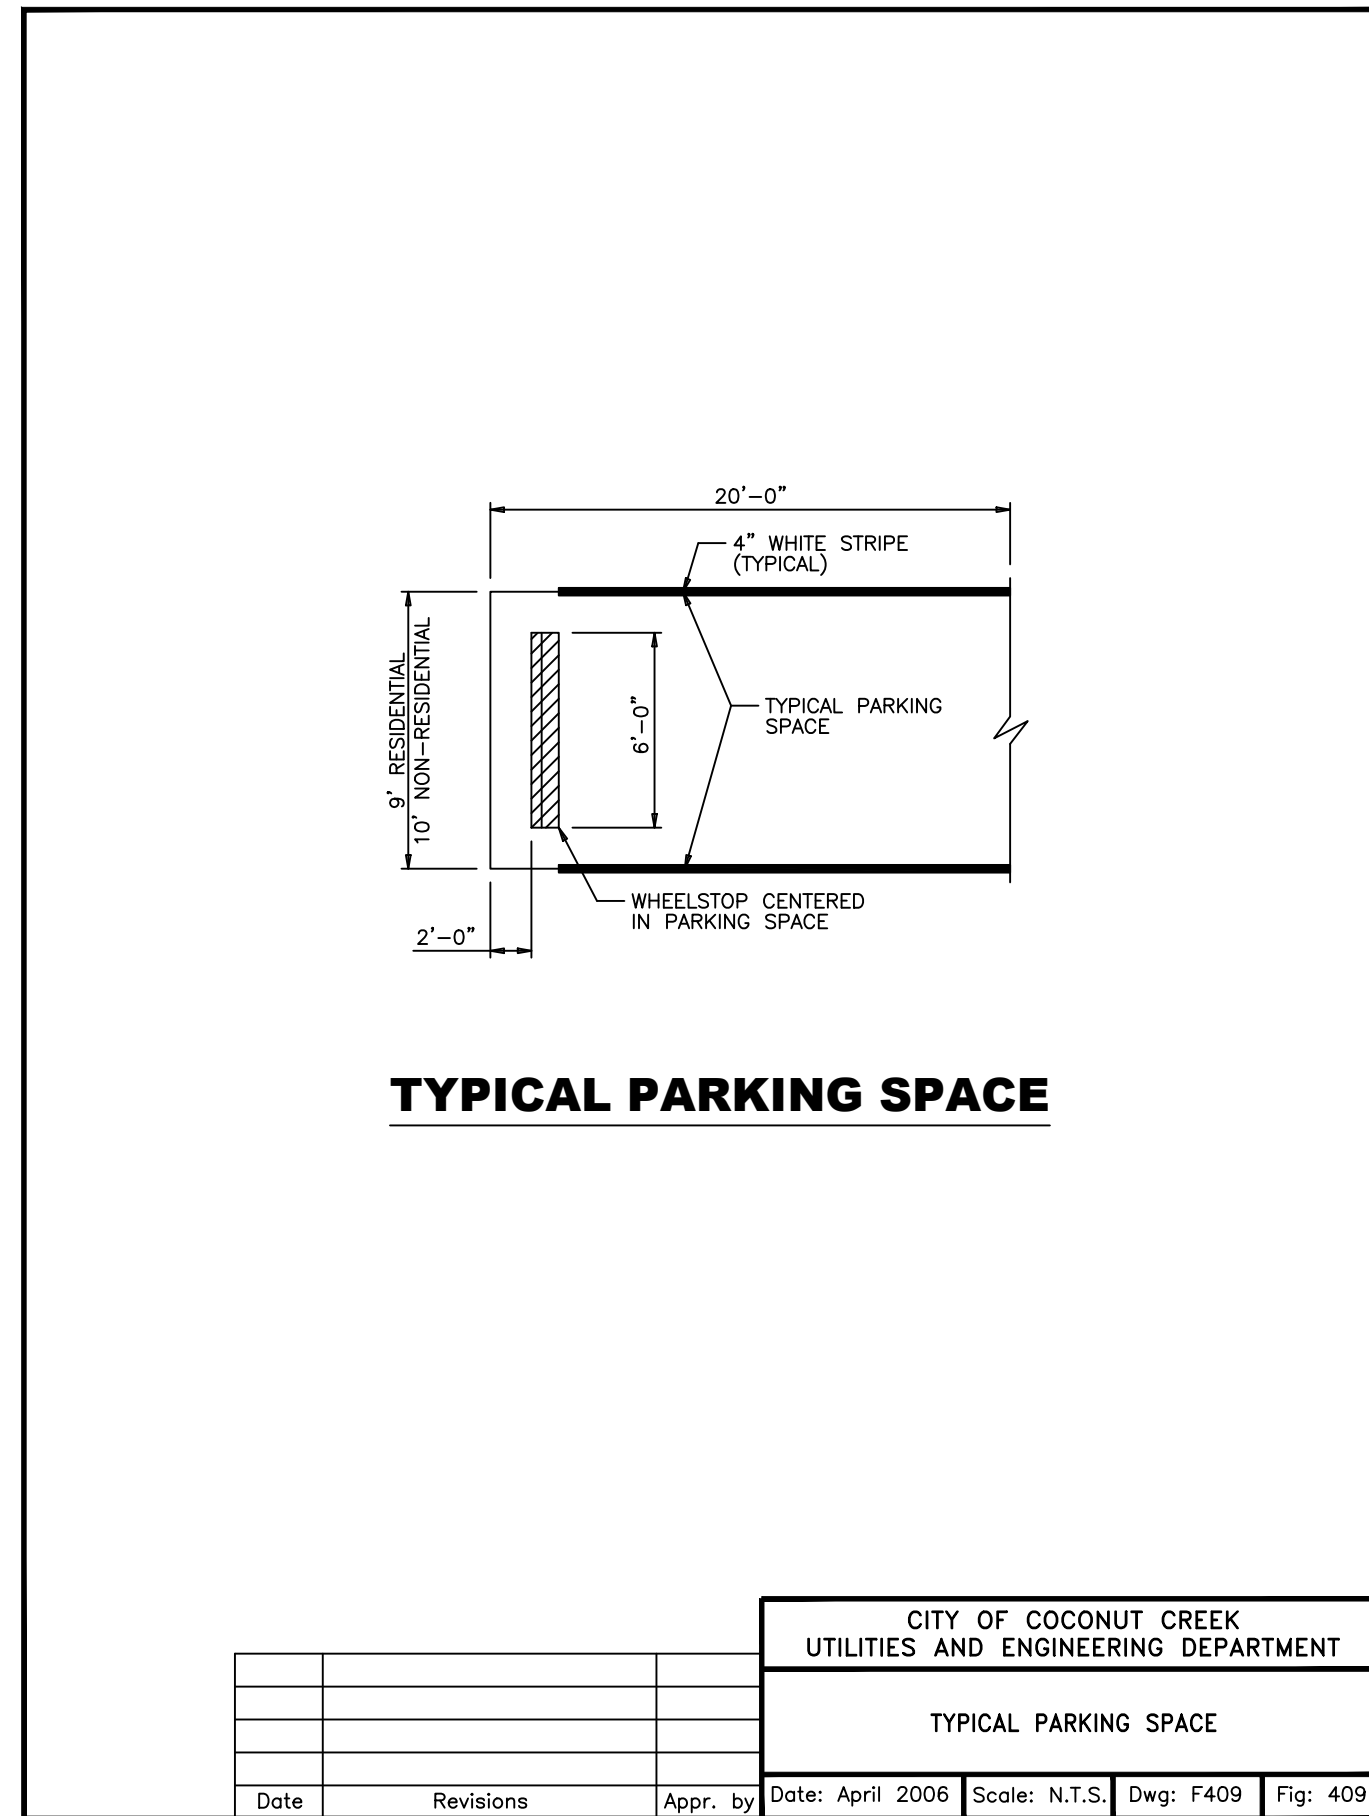 20'-0"
4" WHITE STRIPE
(TYPICAL)
9' RESIDENTIAL
10' NON-RESIDENTIAL
6'-0"
TYPICAL PARKING
SPACE
WHEELSTOP CENTERED
IN PARKING SPACE
2'-0"
TYPICAL PARKING SPACE
CITY OF COCONUT CREEK
UTILITIES AND ENGINEERING DEPARTMENT
TYPICAL PARKING SPACE
Date Revisions Appr. by
Date: April 2006 Scale: N.T.S. Dwg: F409 Fig: 409